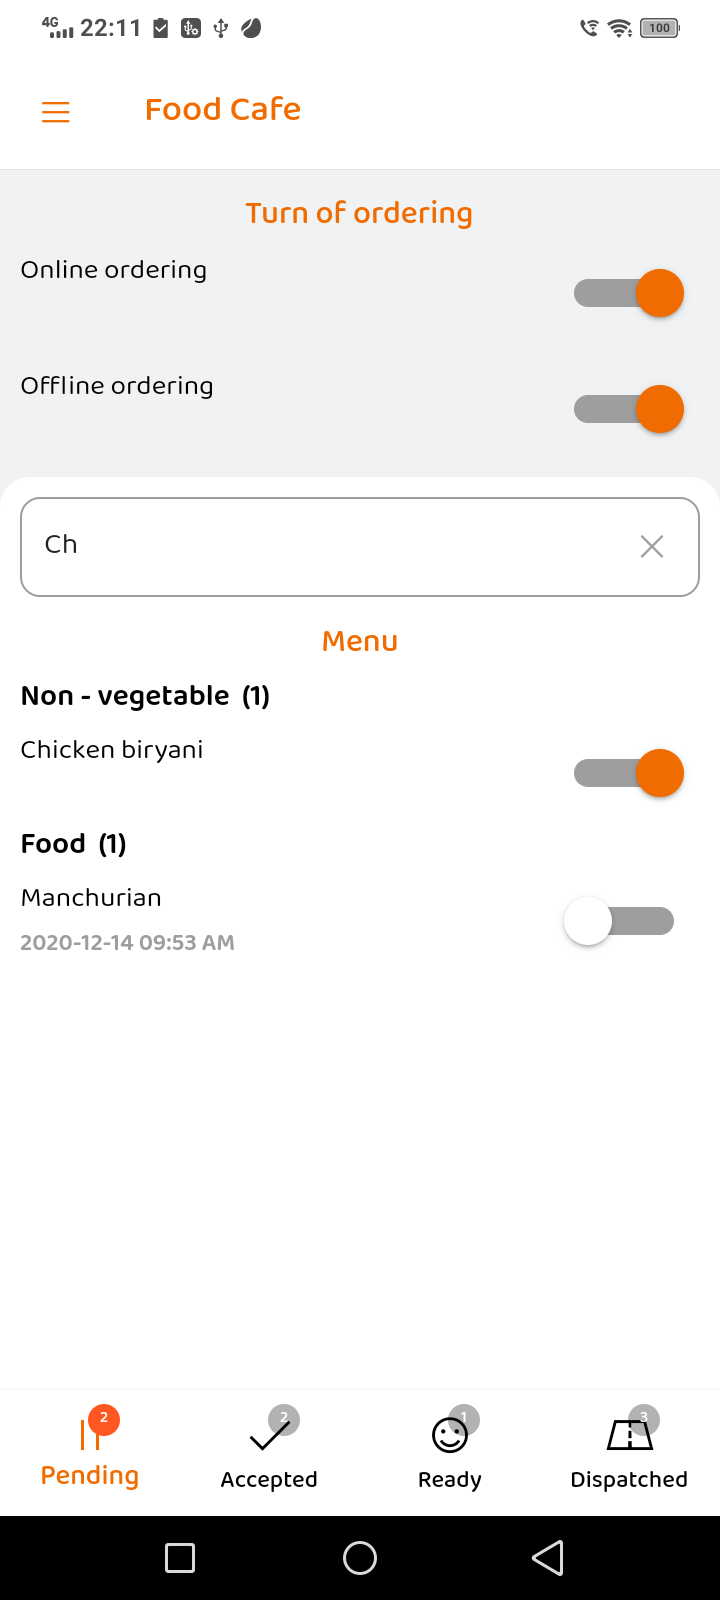 4G 22:11 100
Food Cafe
Turn of ordering
Online ordering
Offline ordering
Ch
Menu
Non - vegetable (1)
Chicken biryani
Food (1)
Manchurian
2020-12-14 09:53 AM
2 2 1 3
Pending Accepted Ready Dispatched